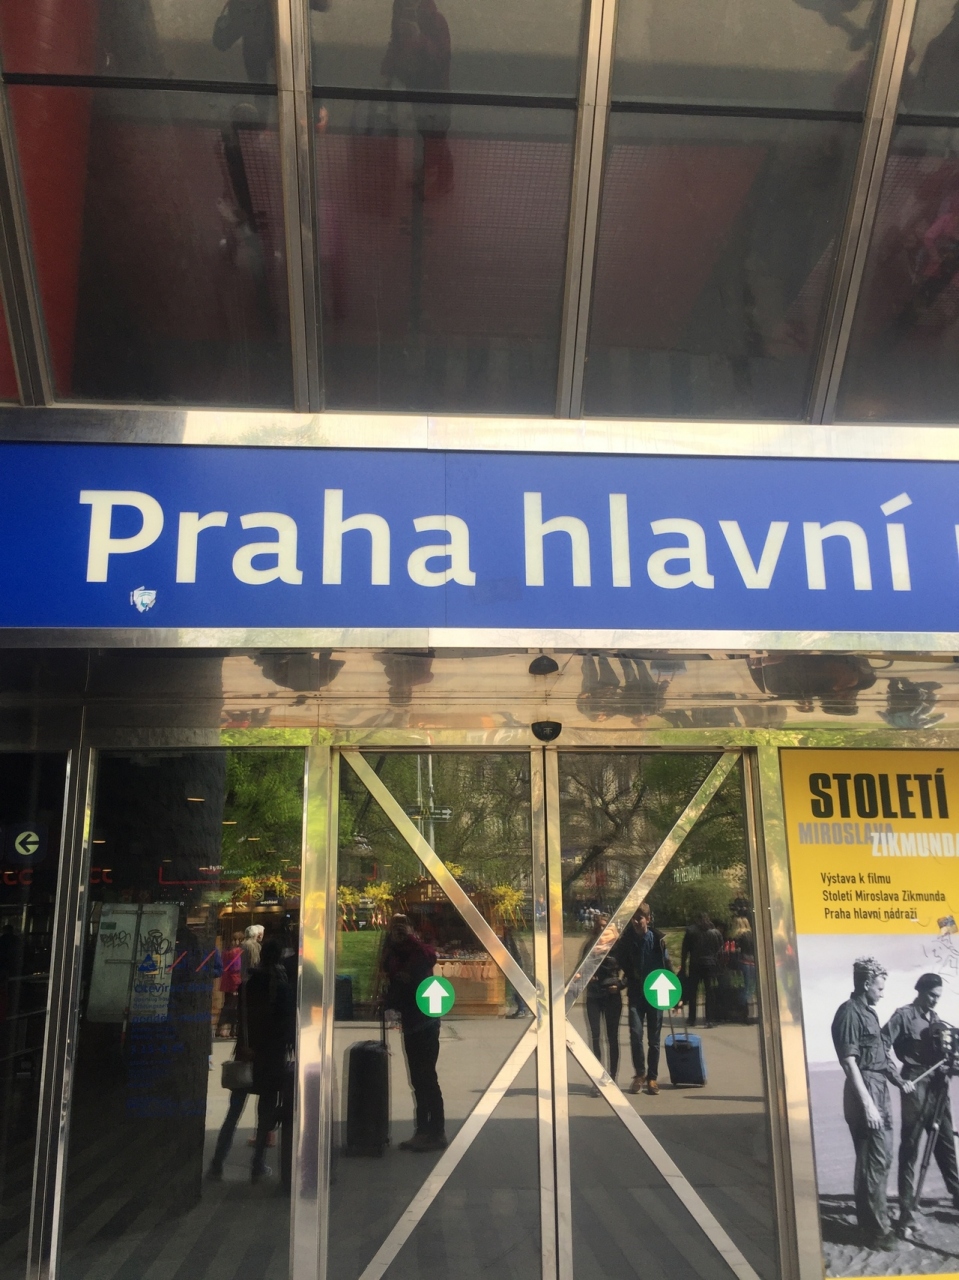 Praha hlavní
STOLETÍ
MIROSLAVA
ZIKMUNDA
Výstava k filmu
Století Miroslava Zikmunda
Praha hlavní nádraží